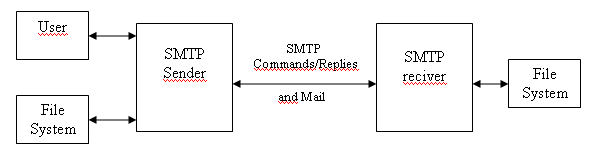 User
SMTP
Sender
File
System
SMTP
Commands/Replies
and Mail
SMTP
reciver
File
System